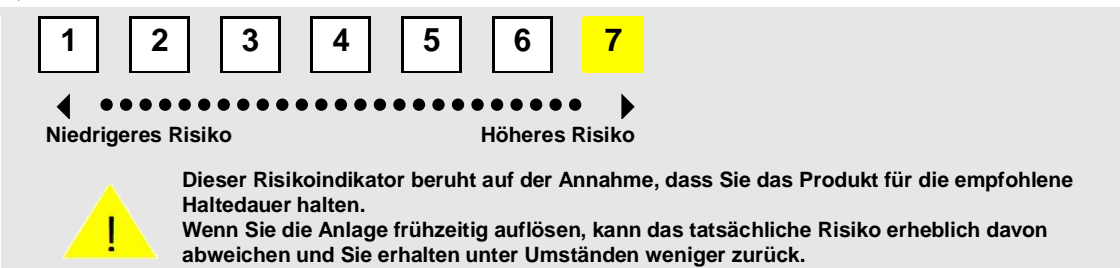 1 2 3 4 5 6 7
Niedrigeres Risiko Höheres Risiko
Dieser Risikoindikator beruht auf der Annahme, dass Sie das Produkt für die empfohlene
Haltedauer halten.
Wenn Sie die Anlage frühzeitig auflösen, kann das tatsächliche Risiko erheblich davon
abweichen und Sie erhalten unter Umständen weniger zurück.
!